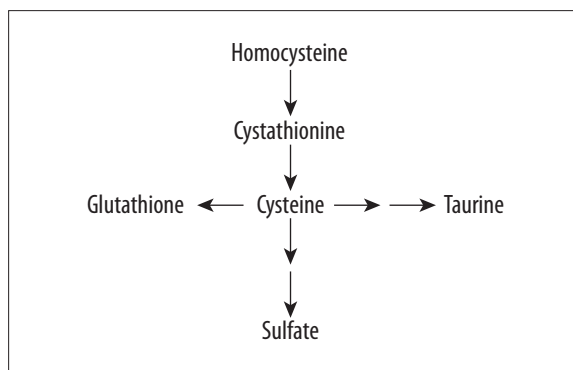 Homocysteine
Cystathionine
Glutathione Cysteine Taurine
Sulfate